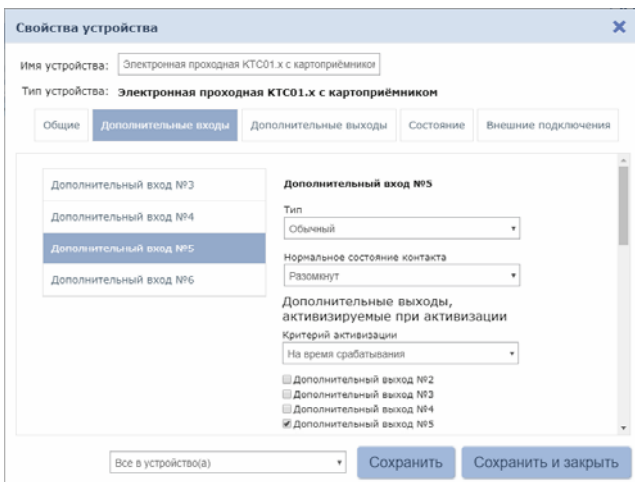 Свойства устройства
Имя устройства: Электронная проходная КТС01.x с картоприёмником
Тип устройства: Электронная проходная КТС01.x с картоприёмником
Общие Дополнительные входы Дополнительные выходы Состояние Внешние подключения
Дополнительный вход №3
Дополнительный вход №4
Дополнительный вход №5
Дополнительный вход №6
Дополнительный вход №5
Тип
Обычный
Нормальное состояние контакта
Разомкнут
Дополнительные выходы,
активизируемые при активизации
Критерий активизации
На время срабатывания
Дополнительный выход №2
Дополнительный выход №3
Дополнительный выход №4
Дополнительный выход №5
Все в устройство(а)
Сохранить
Сохранить и закрыть